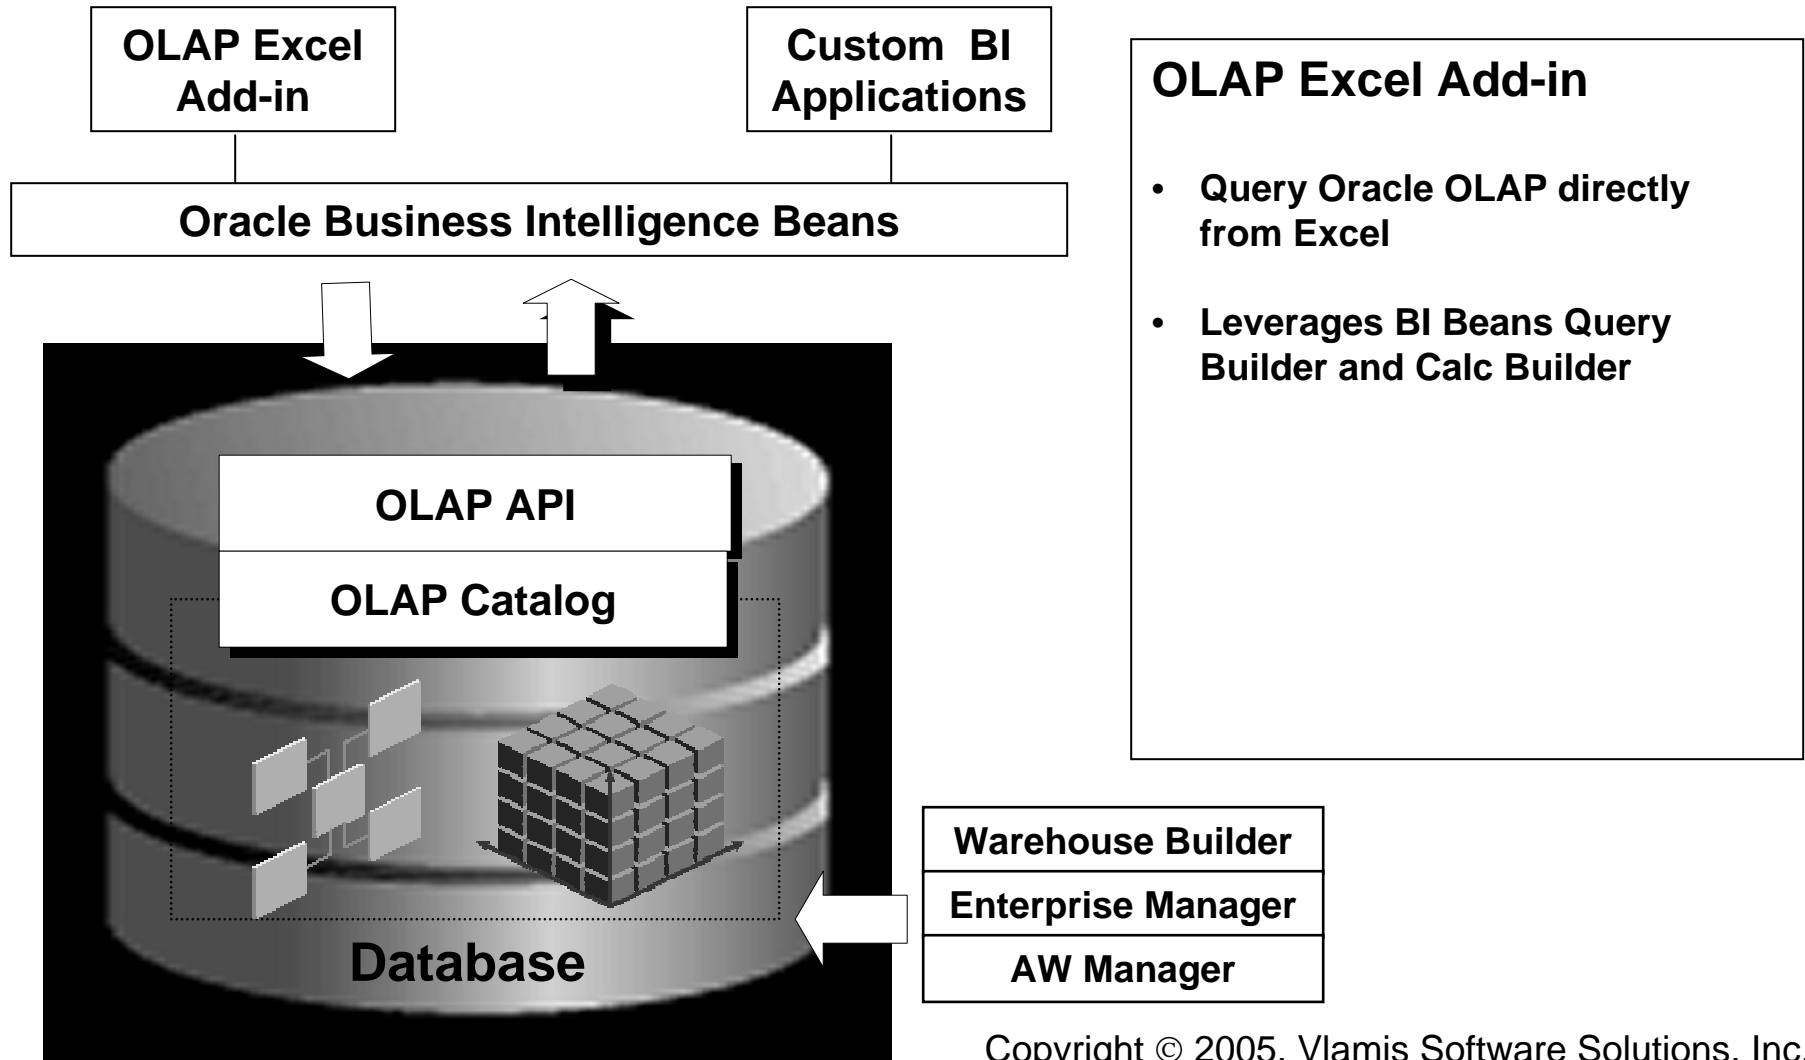 OLAP Excel
Add-in
Custom BI
Applications
Oracle Business Intelligence Beans
OLAP API
OLAP Catalog
Database
OLAP Excel Add-in
• Query Oracle OLAP directly
from Excel
• Leverages BI Beans Query
Builder and Calc Builder
Warehouse Builder
Enterprise Manager
AW Manager
Copyright © 2005, Vlamis Software Solutions, Inc.